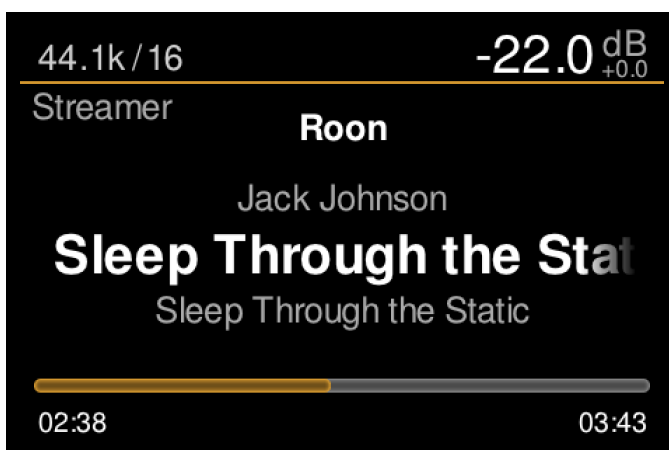 44.1k/16
-22.0 dB
+0.0
Streamer
Roon
Jack Johnson
Sleep Through the Stat
Sleep Through the Static
02:38 03:43